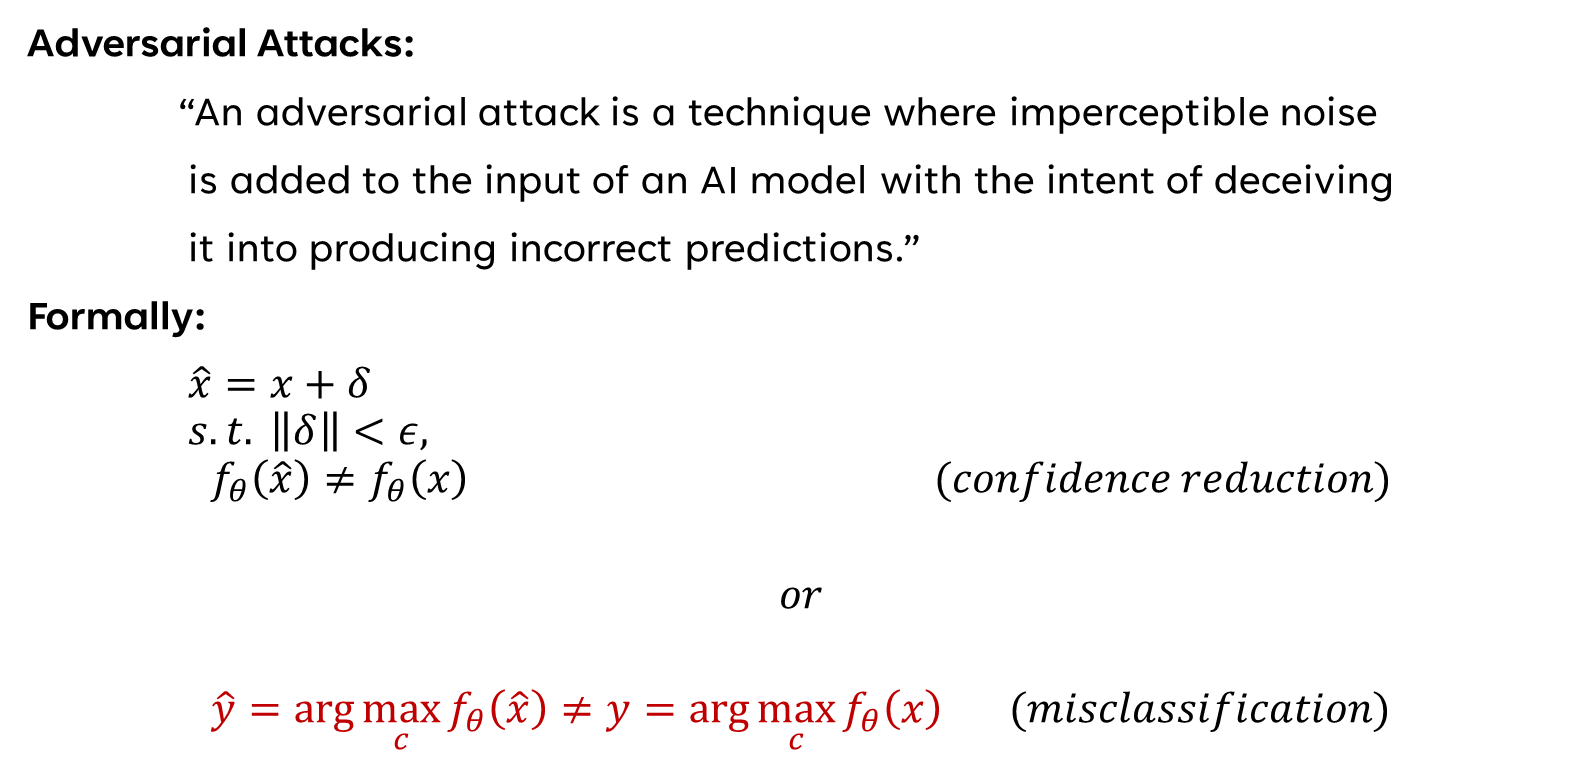 Adversarial Attacks:
“An adversarial attack is a technique where imperceptible noise
is added to the input of an AI model with the intent of deceiving
it into producing incorrect predictions.”
Formally:
x̂ = x + δ
s. t. ‖δ‖ < ϵ,
f_θ(x̂) ≠ f_θ(x) (confidence reduction)
or
ŷ = arg max_c f_θ(x̂) ≠ y = arg max_c f_θ(x) (misclassification)